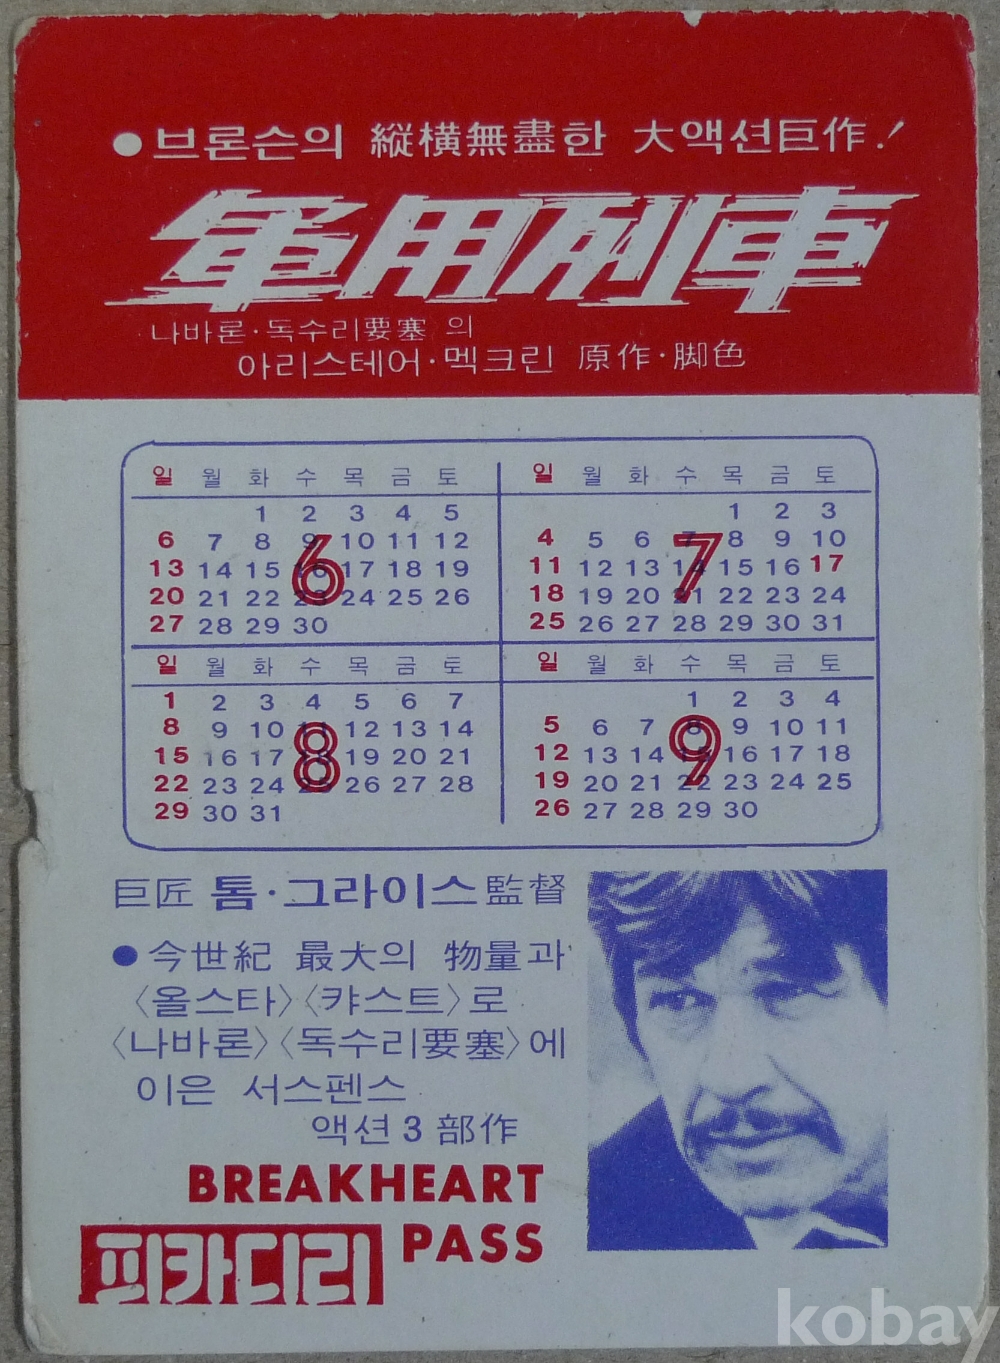 ●브론슨의 縱橫無盡한 大액션巨作!
軍用列車
나바론·독수리要塞의
아리스테어·멕크린 原作·脚色
일 월 화 수 목 금 토
1 2 3 4 5
6 7 8 9 10 11 12
13 14 15 16 17 18 19
20 21 22 23 24 25 26
27 28 29 30
6
일 월 화 수 목 금 토
1 2 3
4 5 6 7 8 9 10
11 12 13 14 15 16 17
18 19 20 21 22 23 24
25 26 27 28 29 30 31
7
일 월 화 수 목 금 토
1 2 3 4 5 6 7
8 9 10 11 12 13 14
15 16 17 18 19 20 21
22 23 24 25 26 27 28
29 30 31
8
일 월 화 수 목 금 토
1 2 3 4
5 6 7 8 9 10 11
12 13 14 15 16 17 18
19 20 21 22 23 24 25
26 27 28 29 30
9
巨匠 톰·그라이스 監督
●今世紀 最大의 物量과
〈올스타〉〈캬스트〉로
〈나바론〉〈독수리要塞〉에
이은 서스펜스
액션 3 部作
BREAKHEART
PASS
피카디리
kobay